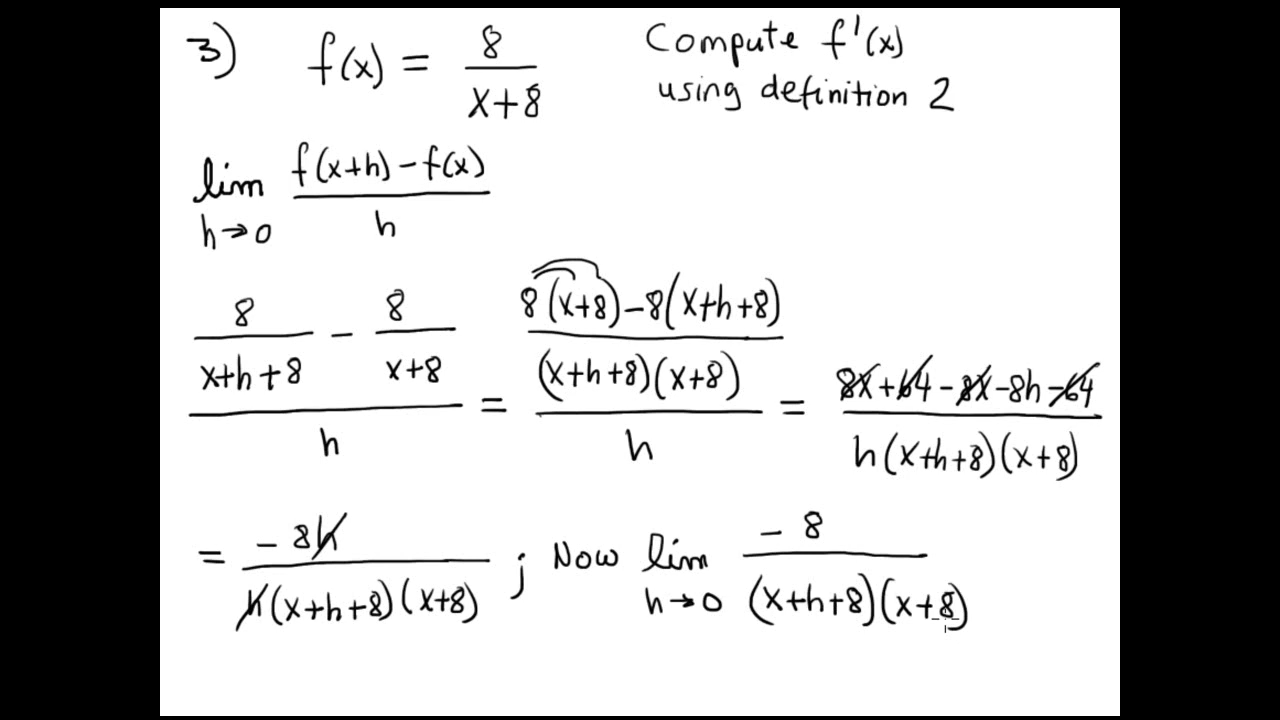 3) f(x) = 8/(x+8) Compute f'(x)
using definition 2
lim h→0 (f(x+h) - f(x))/h
(8/(x+h+8) - 8/(x+8))/h = ((8(x+8) - 8(x+h+8))/((x+h+8)(x+8)))/h = (8x + 64 - 8x - 8h - 64)/(h(x+h+8)(x+8))
= -8h/(h(x+h+8)(x+8)) ; Now lim h→0 -8/((x+h+8)(x+8))